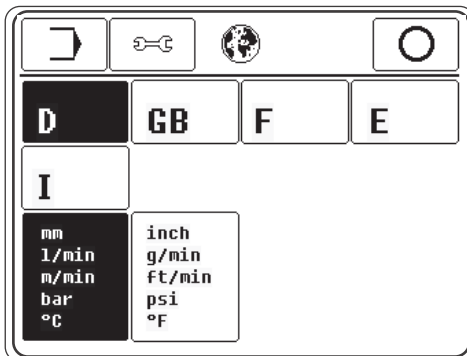 D GB F E
I
mm
l/min
m/min
bar
°C
inch
g/min
ft/min
psi
°F